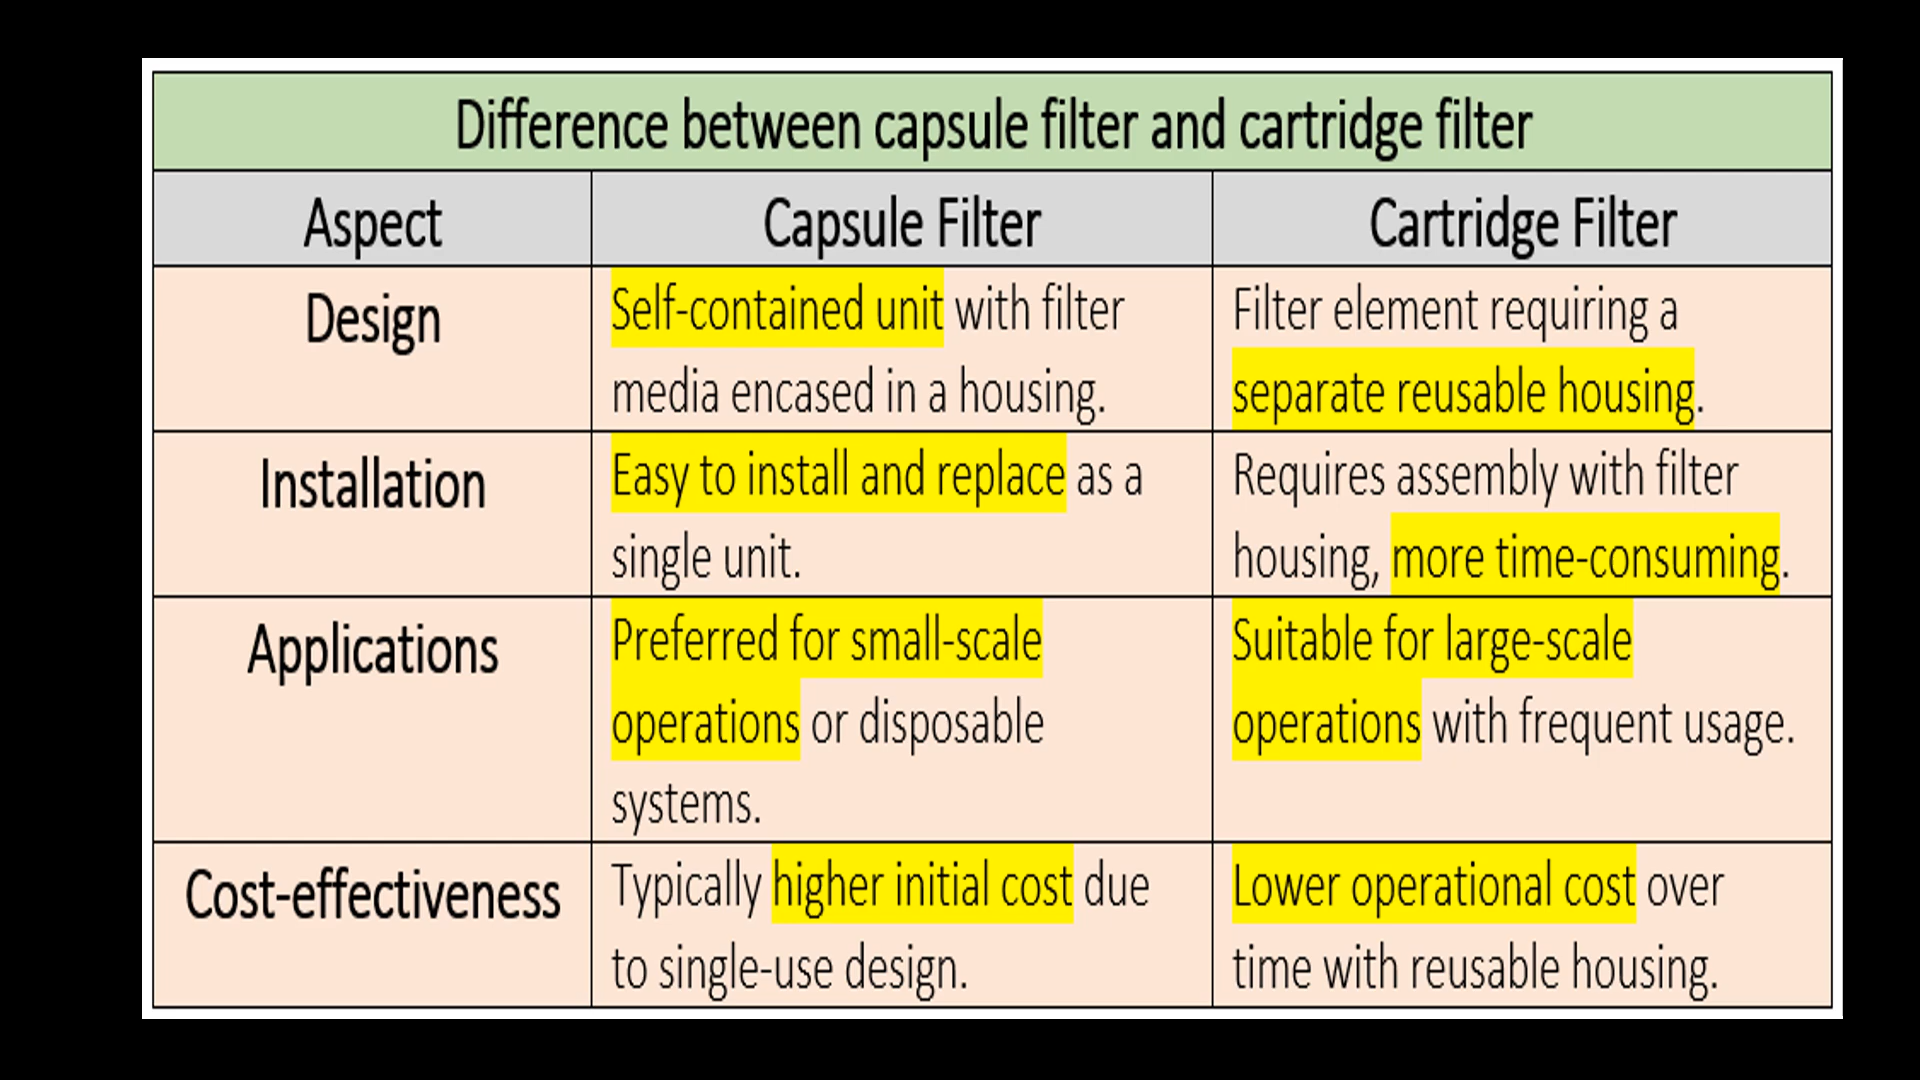 Difference between capsule filter and cartridge filter
Aspect
Capsule Filter
Cartridge Filter
Design
Self-contained unit with filter
media encased in a housing.
Filter element requiring a
separate reusable housing.
Installation
Easy to install and replace as a
single unit.
Requires assembly with filter
housing, more time-consuming.
Applications
Preferred for small-scale
operations or disposable
systems.
Suitable for large-scale
operations with frequent usage.
Cost-effectiveness
Typically higher initial cost due
to single-use design.
Lower operational cost over
time with reusable housing.